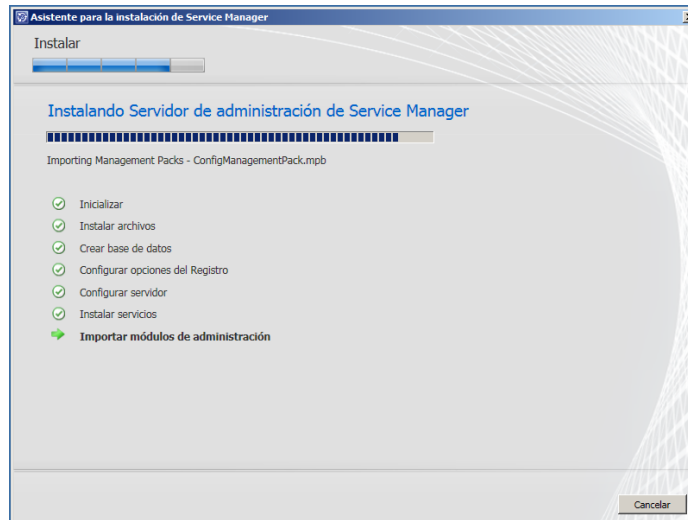 Asistente para la instalación de Service Manager
Instalar
Instalando Servidor de administración de Service Manager
Importing Management Packs - ConfigManagementPack.mpb
Inicializar
Instalar archivos
Crear base de datos
Configurar opciones del Registro
Configurar servidor
Instalar servicios
Importar módulos de administración
Cancelar